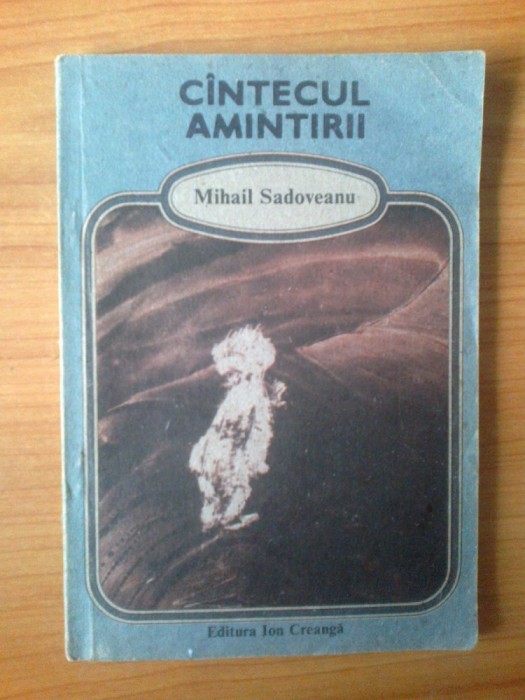 CÎNTECUL
AMINTIRII
Mihail Sadoveanu
Editura Ion Creangă